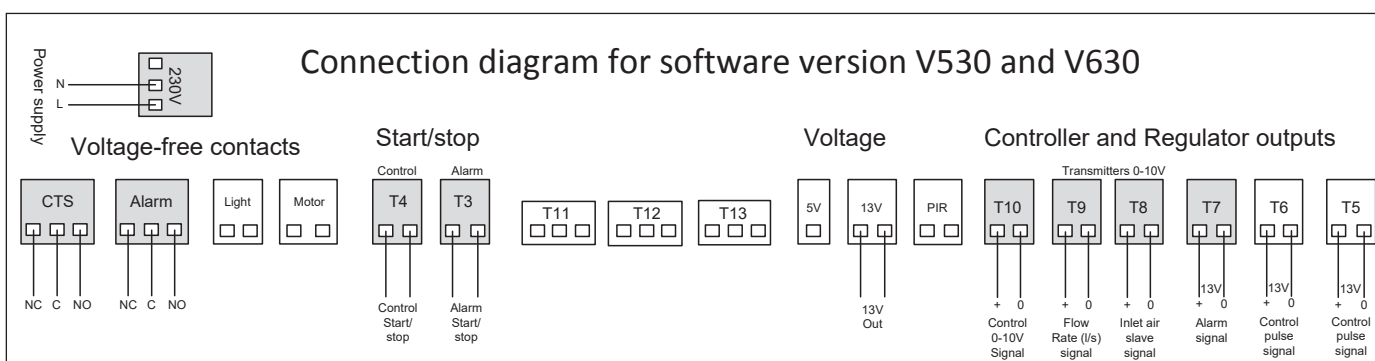 Connection diagram for software version V530 and V630
Power supply
N
L
230V
Voltage-free contacts
Start/stop
Voltage
Controller and Regulator outputs
Control
Alarm
Transmitters 0-10V
CTS
Alarm
Light
Motor
T4
T3
T11
T12
T13
5V
13V
PIR
T10
T9
T8
T7
T6
T5
NC C NO
NC C NO
Control
Start/
stop
Alarm
Start/
stop
13V
Out
+ 0
Control
0-10V
Signal
+ 0
Flow
Rate (l/s)
signal
+ 0
Inlet air
slave
signal
13V
+ 0
Alarm
signal
13V
+ 0
Control
pulse
signal
13V
+ 0
Control
pulse
signal